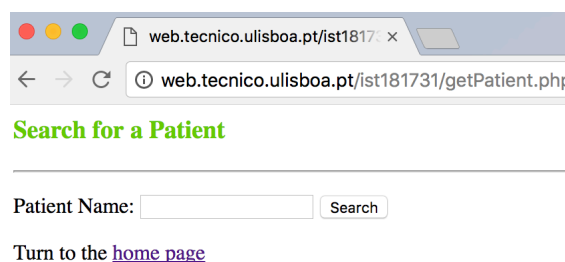 web.tecnico.ulisboa.pt/ist1817
web.tecnico.ulisboa.pt/ist181731/getPatient.php
Search for a Patient
Patient Name: Search
Turn to the home page